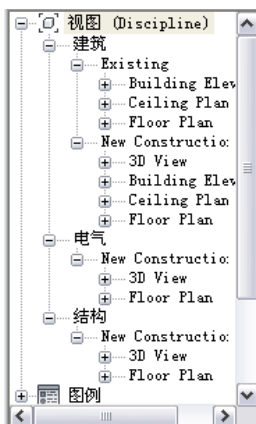 视图 (Discipline)
建筑
Existing
Building Elev
Ceiling Plan
Floor Plan
New Constructio
3D View
Building Elev
Ceiling Plan
Floor Plan
电气
New Constructio
3D View
Floor Plan
结构
New Constructio
3D View
Floor Plan
图例